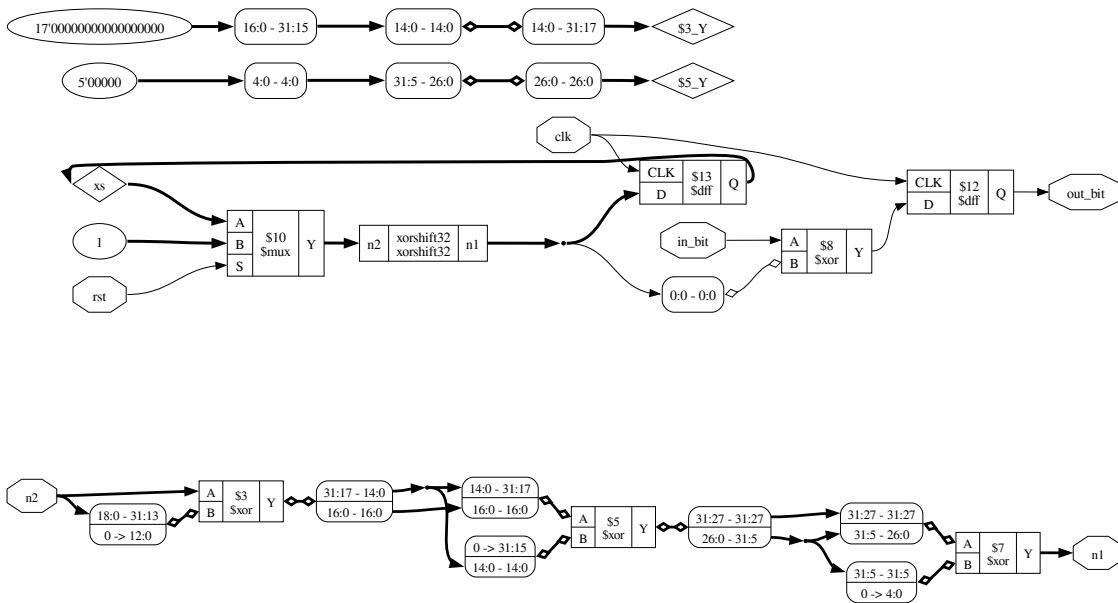 17'00000000000000000
16:0 - 31:15
14:0 - 14:0
14:0 - 31:17
$3_Y
5'00000
4:0 - 4:0
31:5 - 26:0
26:0 - 26:0
$5_Y
clk
xs
CLK
D
$13
$dff
Q
CLK
D
$12
$dff
Q
out_bit
1
A
B
S
$10
$mux
Y
n2
xorshift32
xorshift32
n1
in_bit
A
B
$8
$xor
Y
rst
0:0 - 0:0
n2
18:0 - 31:13
0 -> 12:0
A
B
$3
$xor
Y
31:17 - 14:0
16:0 - 16:0
14:0 - 31:17
16:0 - 16:0
0 -> 31:15
14:0 - 14:0
A
B
$5
$xor
Y
31:27 - 31:27
26:0 - 31:5
31:27 - 31:27
31:5 - 26:0
31:5 - 31:5
0 -> 4:0
A
B
$7
$xor
Y
n1